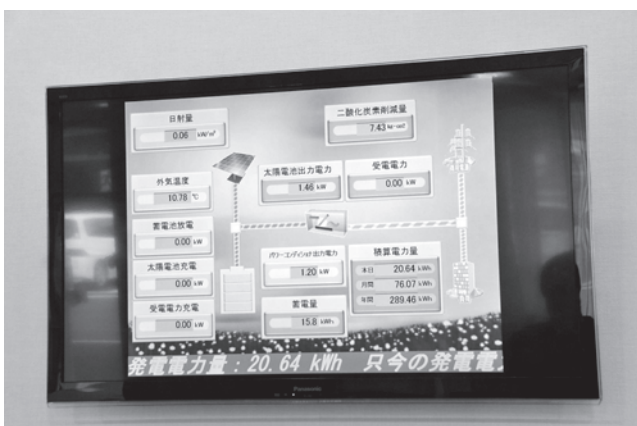 日射量
0.06 kW/m²
二酸化炭素削減量
7.43
外気温度
10.78 ℃
太陽電池出力電力
1.46 kW
受電電力
0.00 kW
蓄電池放電
0.00 kW
太陽電池充電
0.00 kW
受電電力充電
0.00 kW
パワーコンディショナ出力電力
1.20 kW
蓄電量
15.8 kWh
積算電力量
本日 20.64 kWh
月間 76.07 kWh
年間 289.46 kWh
発電電力量：20.64 kWh 只今の発電電
Panasonic